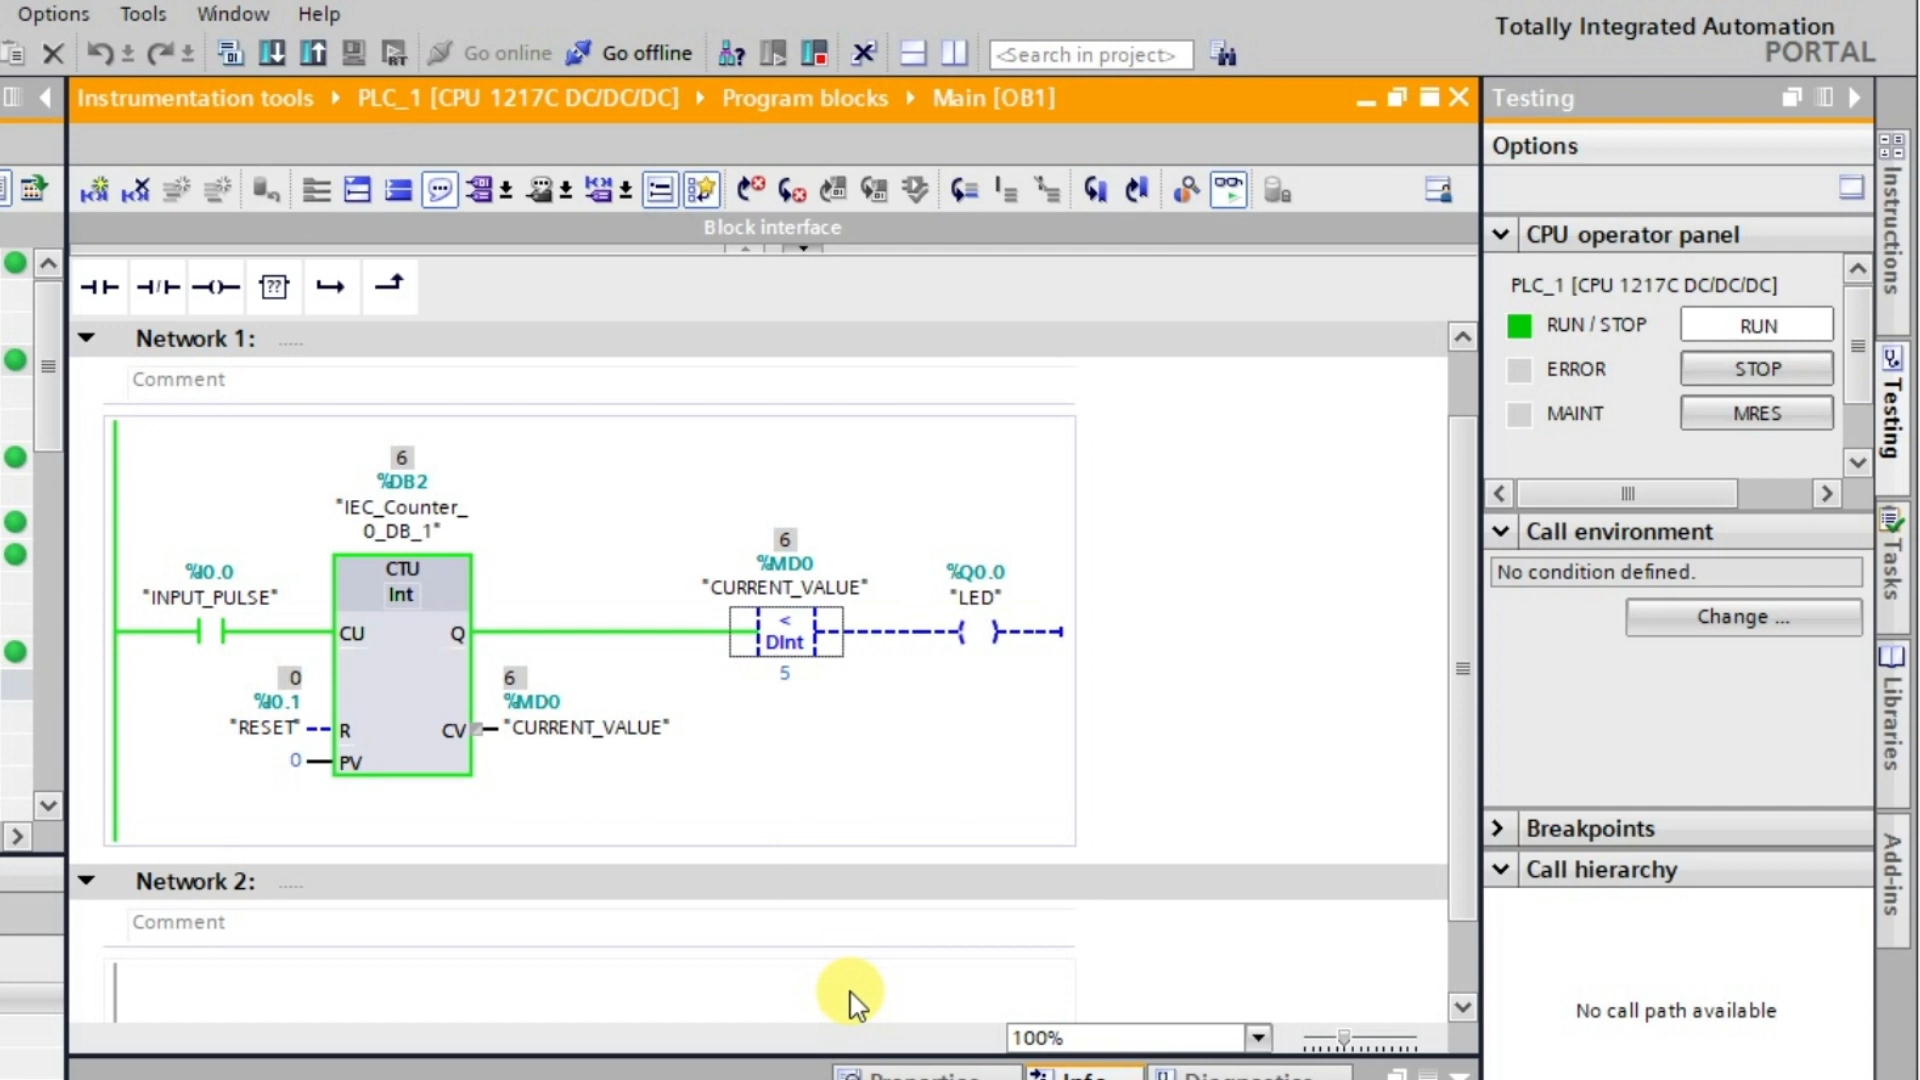 Options Tools Window Help
Totally Integrated Automation
PORTAL
Go online Go offline <Search in project>
Instrumentation tools PLC_1 [CPU 1217C DC/DC/DC] Program blocks Main [OB1]
Testing
Options
Block interface
CPU operator panel
PLC_1 [CPU 1217C DC/DC/DC]
RUN / STOP RUN
ERROR STOP
MAINT MRES
Call environment
No condition defined.
Change ...
Breakpoints
Call hierarchy
No call path available
Instructions
Testing
Tasks
Libraries
Add-ins
??
Network 1: .....
Comment
6
%DB2
"IEC_Counter_
0_DB_1"
%I0.0
"INPUT_PULSE"
CTU
Int
CU Q
6
%MD0
"CURRENT_VALUE"
<
DInt
5
%Q0.0
"LED"
0
%I0.1
"RESET" R
0 PV
CV
6
%MD0
"CURRENT_VALUE"
Network 2: .....
Comment
100%
Properties Info Diagnostics